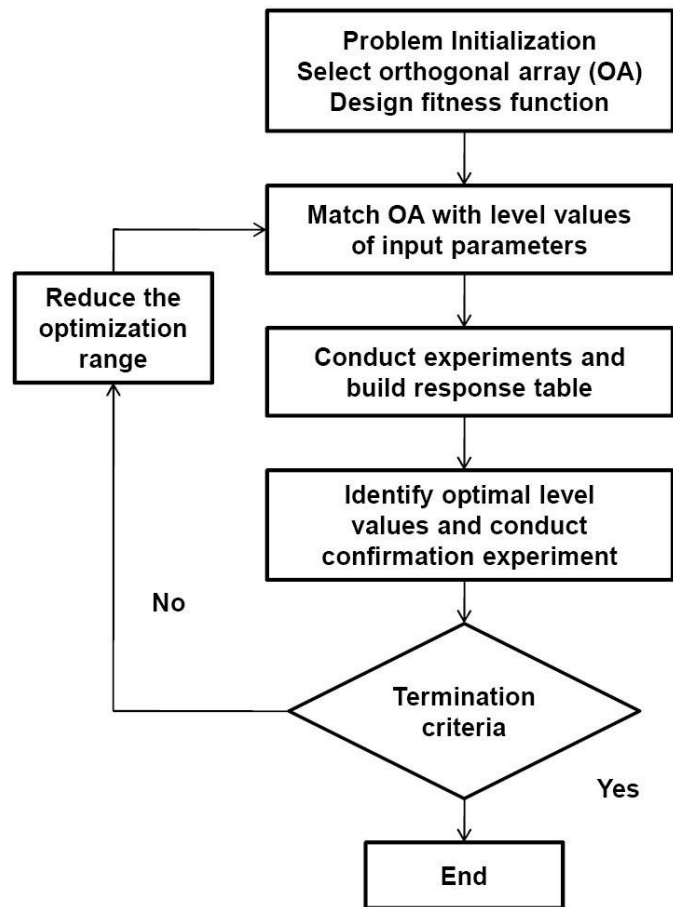 Problem Initialization
Select orthogonal array (OA)
Design fitness function
Match OA with level values
of input parameters
Reduce the
optimization
range
Conduct experiments and
build response table
Identify optimal level
values and conduct
confirmation experiment
No
Termination
criteria
Yes
End